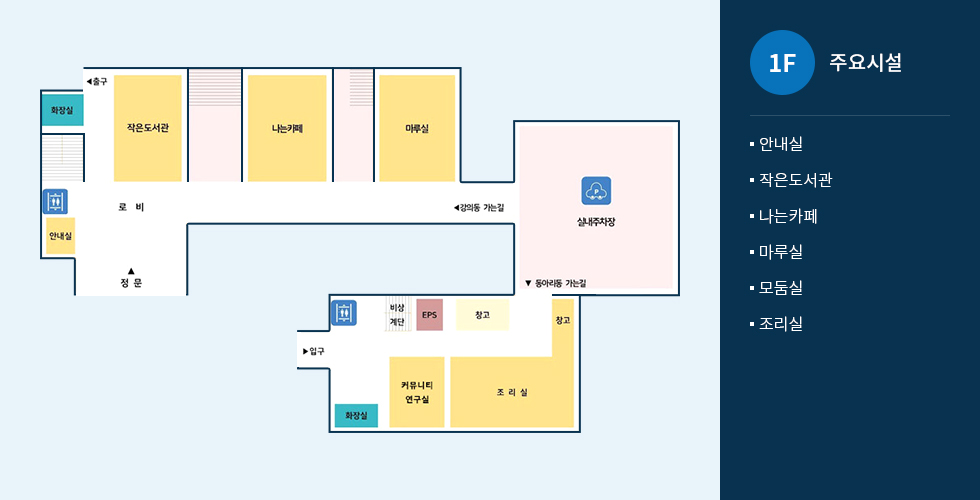 ◀출구
화장실
작은도서관
나는카페
마루실
안내실
로 비
◀강의동 가는길
▲
정 문
P
실내주차장
▼ 동아리동 가는길
비상
계단
EPS
창고
창고
▶입구
커뮤니티
연구실
조 리 실
화장실
1F 주요시설
▪ 안내실
▪ 작은도서관
▪ 나는카페
▪ 마루실
▪ 모둠실
▪ 조리실